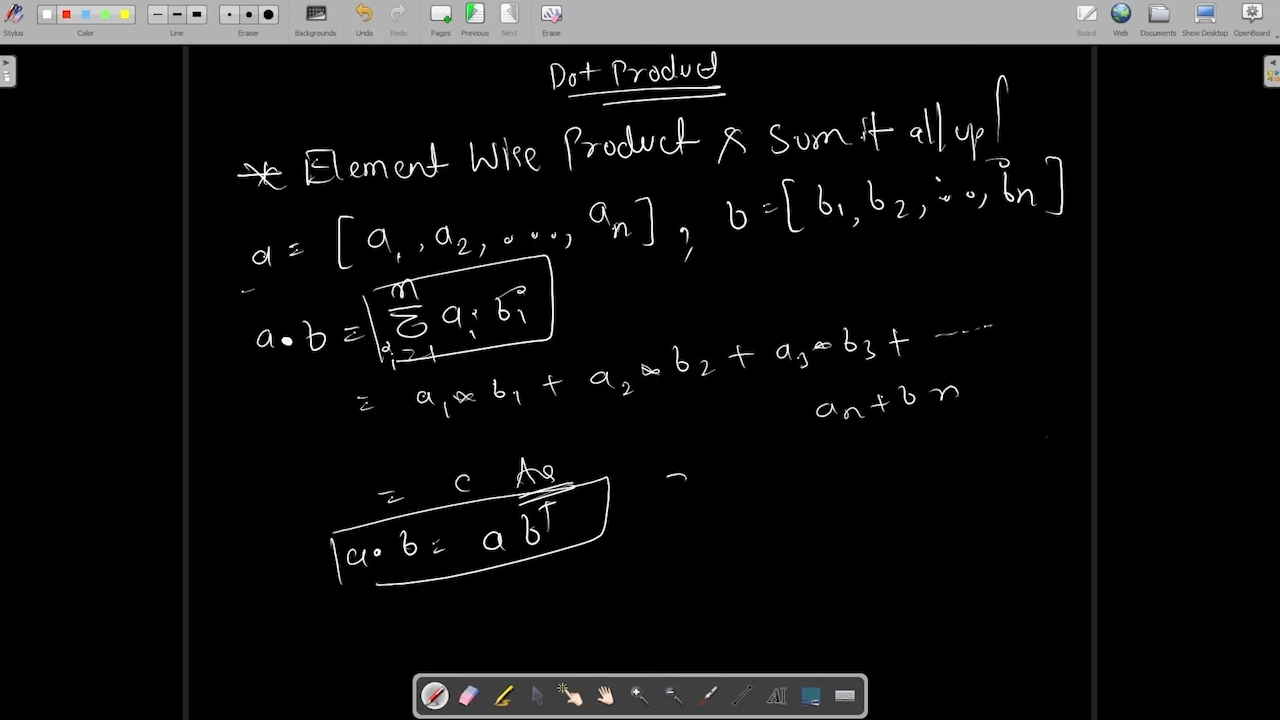 Stylus Color Line Eraser Backgrounds Undo Redo Pages Previous Next Erase Board Web Documents Show Desktop OpenBoard
Dot Product
* Element Wise Product & Sum it all up
a = [a1, a2, ...., an], b = [b1, b2, ..., bn]
a • b = n∑i=1 ai bi
= a1 * b1 + a2 * b2 + a3 * b3 + ----
an + bn
= c
a • b = a b^T
AI